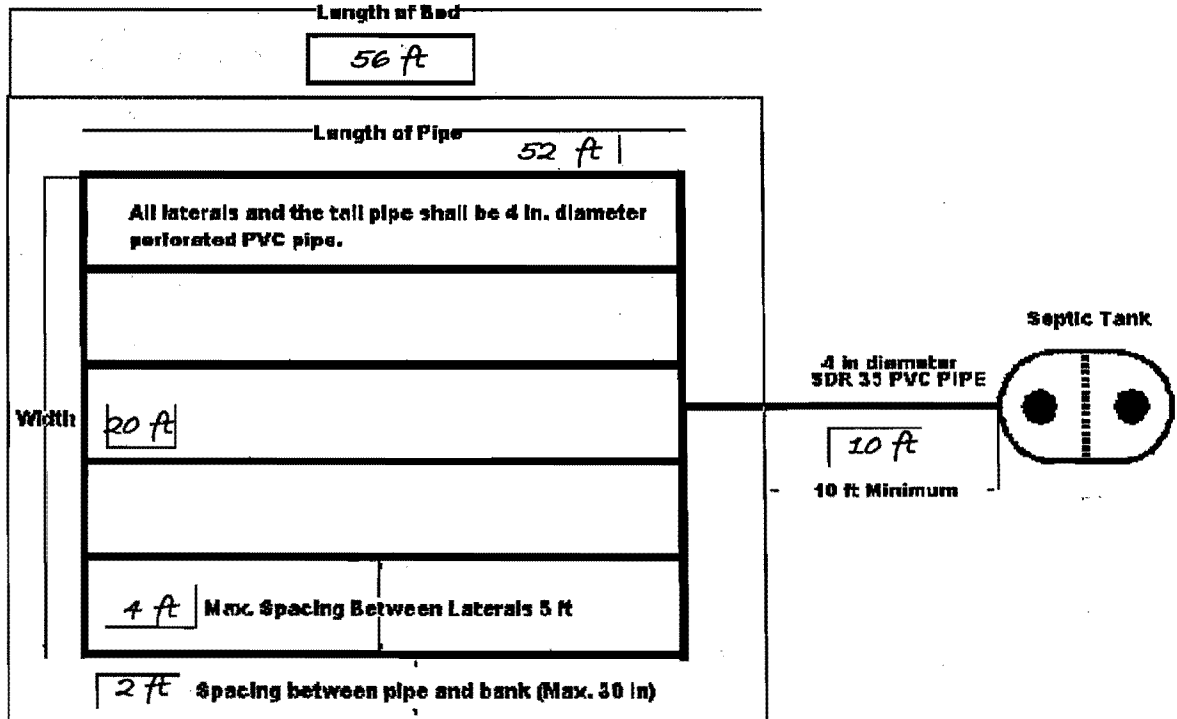 Length of Bed
56 ft
Length of Pipe
52 ft
All laterals and the tail pipe shall be 4 in. diameter
perforated PVC pipe.
Septic Tank
4 in diameter
SDR 35 PVC PIPE
Width
20 ft
10 ft
10 ft Minimum
4 ft Max. Spacing Between Laterals 5 ft
2 ft Spacing between pipe and bank (Max. 30 in)